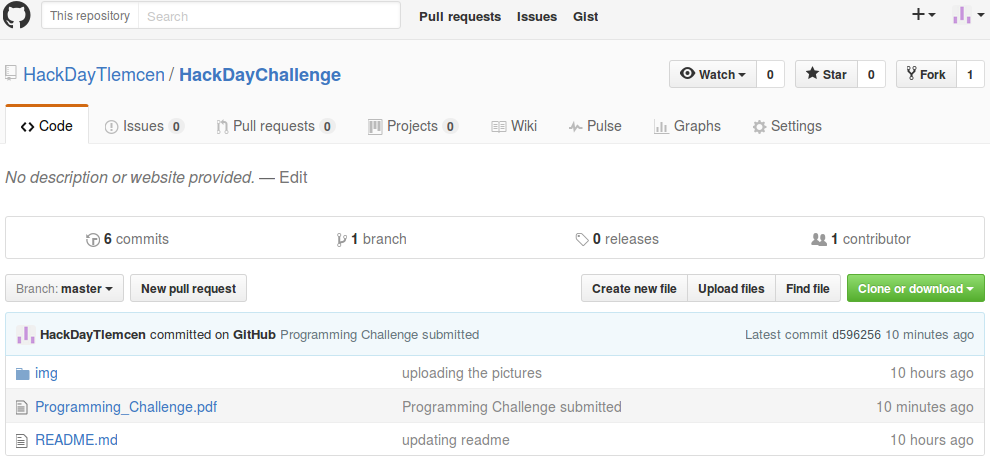 This repository Search Pull requests Issues Gist
HackDayTlemcen / HackDayChallenge Watch 0 Star 0 Fork 1
Code Issues 0 Pull requests 0 Projects 0 Wiki Pulse Graphs Settings
No description or website provided. — Edit
6 commits 1 branch 0 releases 1 contributor
Branch: master New pull request Create new file Upload files Find file Clone or download
HackDayTlemcen committed on GitHub Programming Challenge submitted Latest commit d596256 10 minutes ago
img uploading the pictures 10 hours ago
Programming_Challenge.pdf Programming Challenge submitted 10 minutes ago
README.md updating readme 10 hours ago